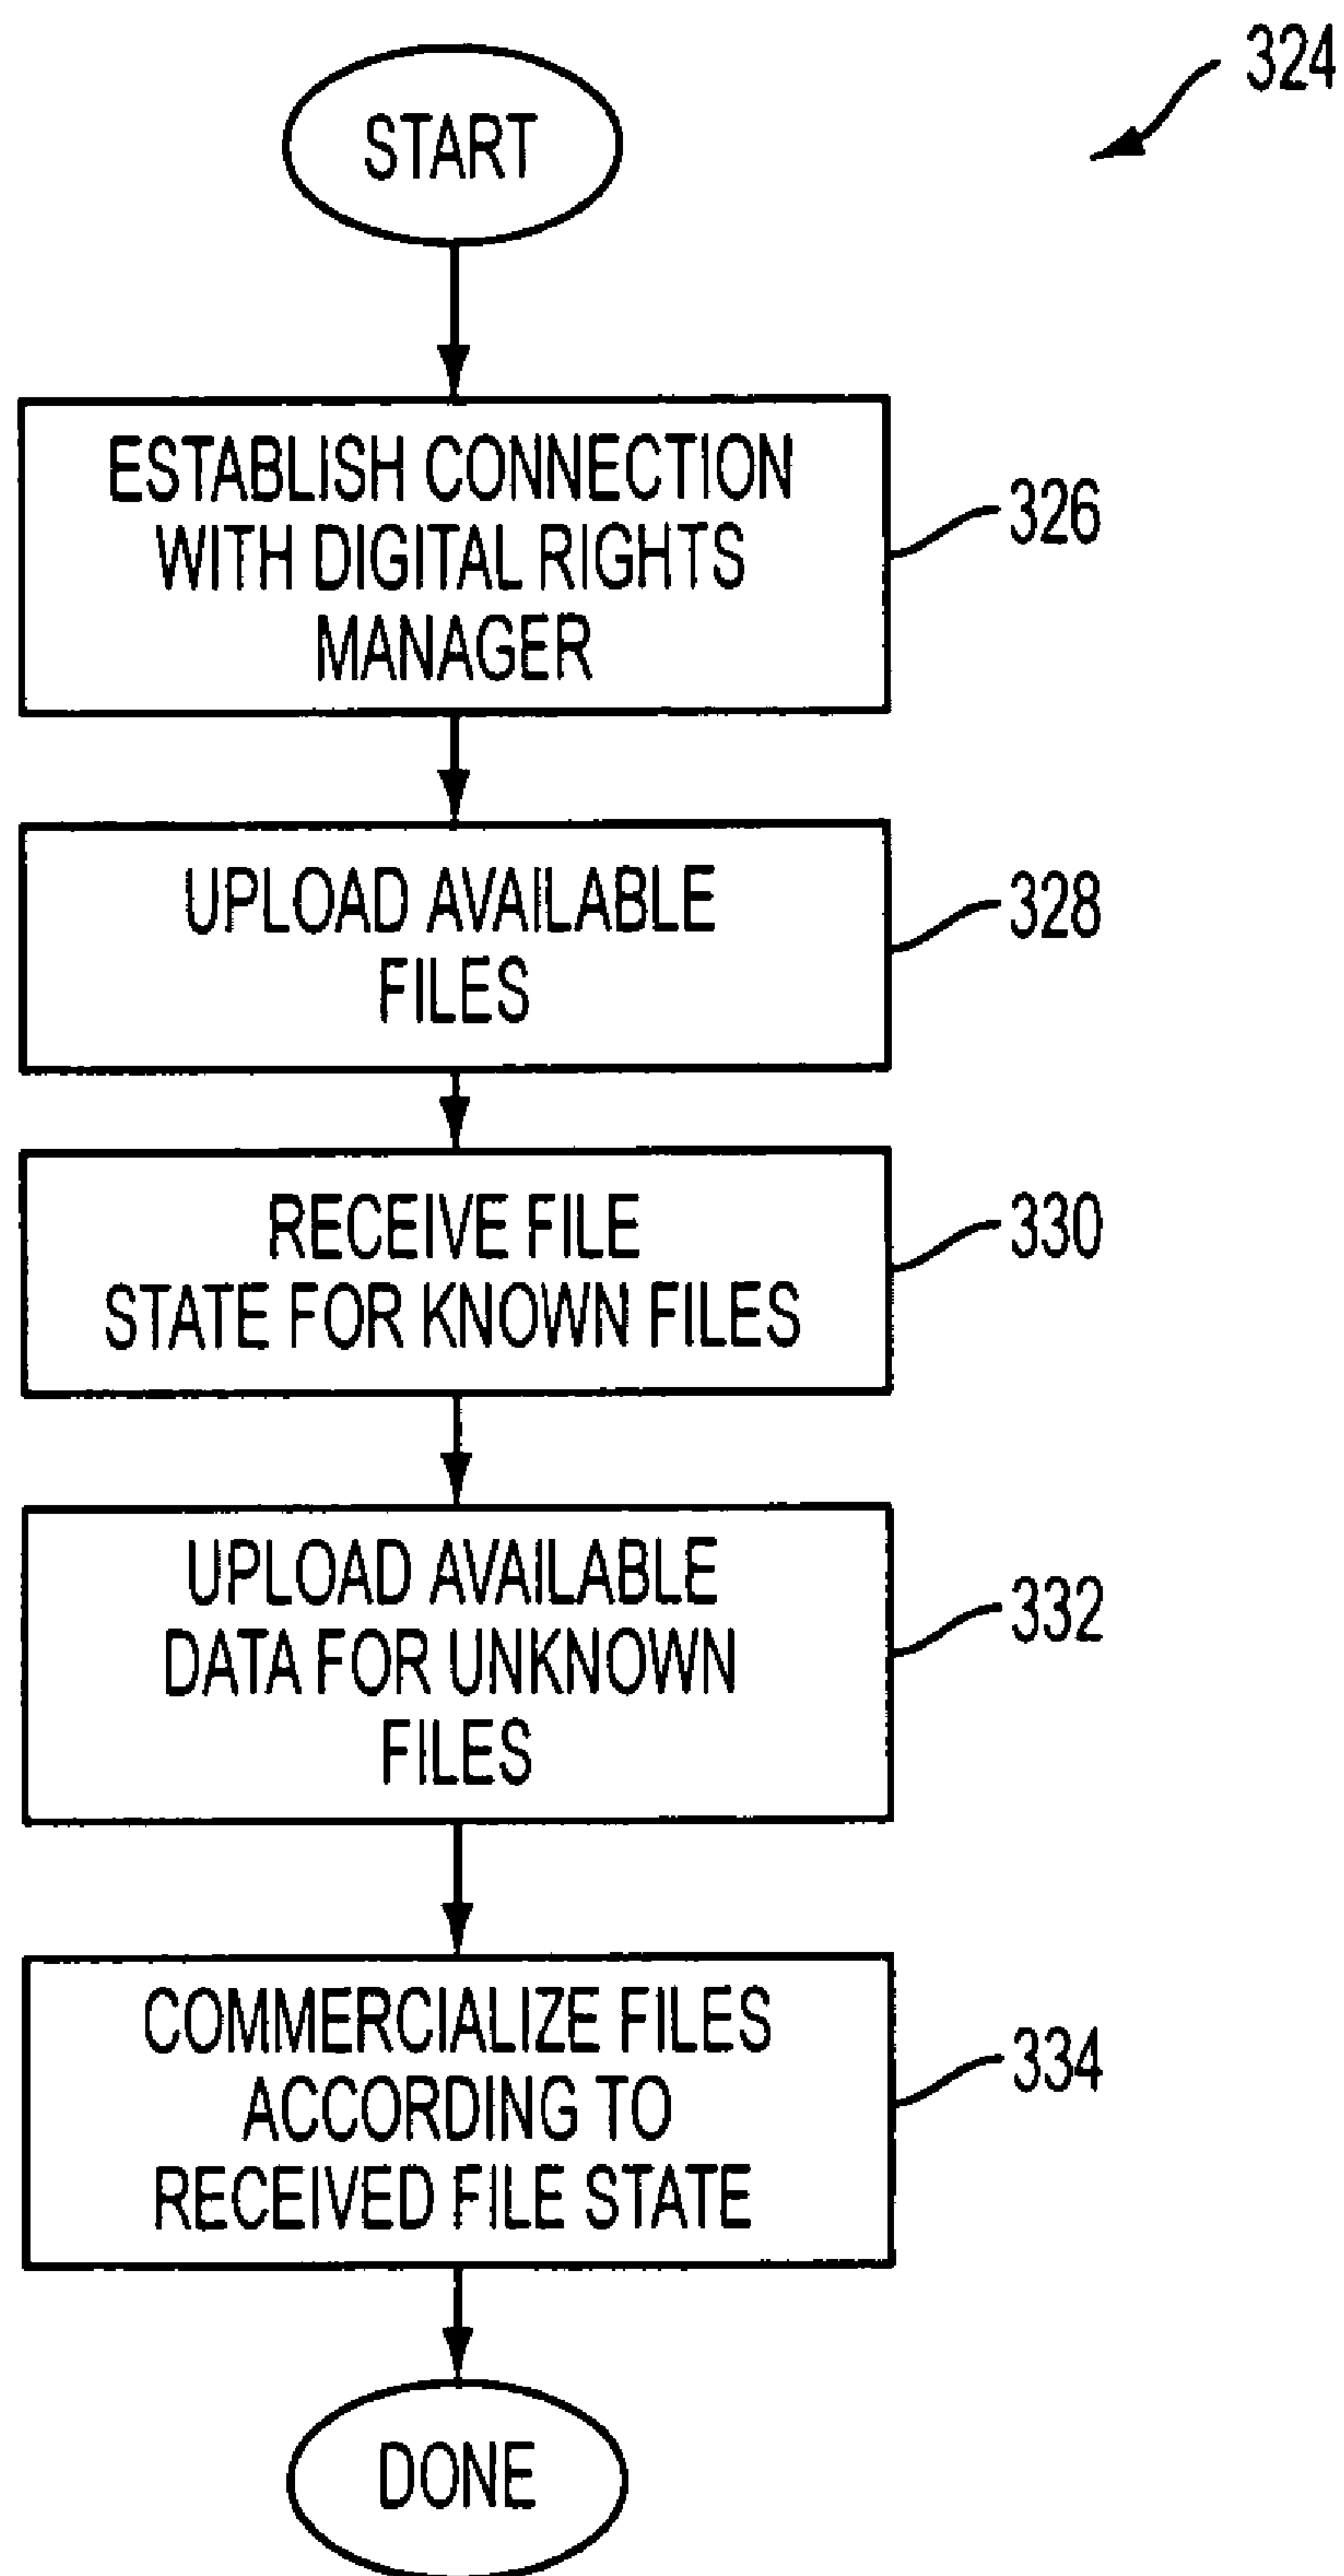 324
START
ESTABLISH CONNECTION
WITH DIGITAL RIGHTS
MANAGER
326
UPLOAD AVAILABLE
FILES
328
RECEIVE FILE
STATE FOR KNOWN FILES
330
UPLOAD AVAILABLE
DATA FOR UNKNOWN
FILES
332
COMMERCIALIZE FILES
ACCORDING TO
RECEIVED FILE STATE
334
DONE